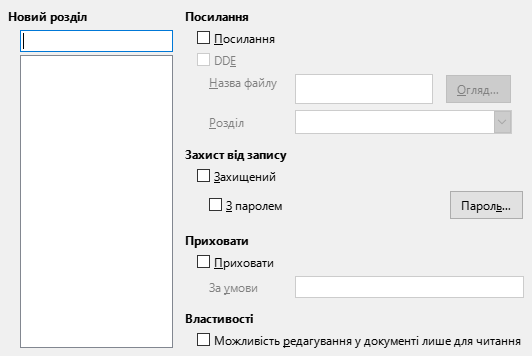 Новий розділ
Посилання
Посилання
DDE
Назва файлу
Огляд...
Розділ
Захист від запису
Захищений
З паролем
Пароль...
Приховати
Приховати
За умови
Властивості
Можливість редагування у документі лише для читання